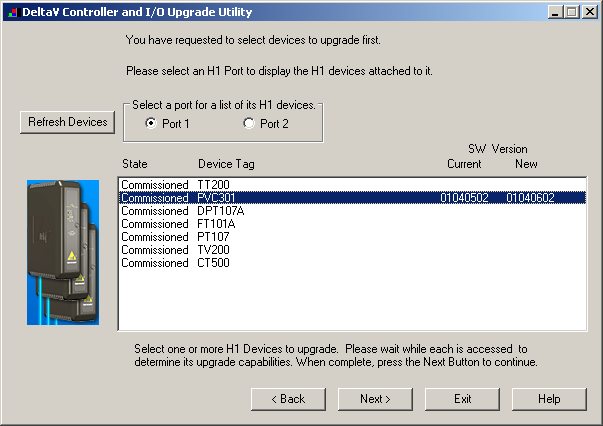 DeltaV Controller and I/O Upgrade Utility
You have requested to select devices to upgrade first.
Please select an H1 Port to display the H1 devices attached to it.
Select a port for a list of its H1 devices.
Refresh Devices
Port 1 Port 2
SW Version
State Device Tag Current New
Commissioned TT200
Commissioned PVC301 01040502 01040602
Commissioned DPT107A
Commissioned FT101A
Commissioned PT107
Commissioned TV200
Commissioned CT500
Select one or more H1 Devices to upgrade. Please wait while each is accessed to
determine its upgrade capabilities. When complete, press the Next Button to continue.
< Back Next > Exit Help